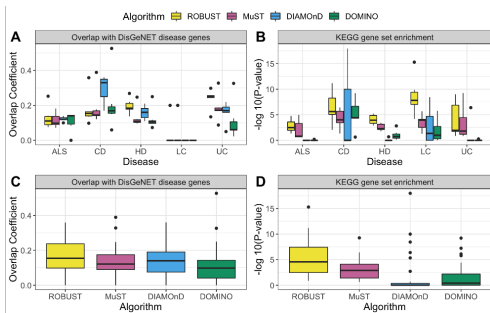 Algorithm ROBUST MuST DIAMOnD DOMINO
A
Overlap with DisGeNET disease genes
Overlap Coefficient
0.4
0.2
0.0
ALS CD HD LC UC
Disease
B
KEGG gene set enrichment
-log 10(P-value)
15
10
5
0
ALS CD HD LC UC
Disease
C
Overlap with DisGeNET disease genes
Overlap Coefficient
0.4
0.2
0.0
ROBUST MuST DIAMOnD DOMINO
Algorithm
D
KEGG gene set enrichment
-log 10(P-value)
15
10
5
0
ROBUST MuST DIAMOnD DOMINO
Algorithm